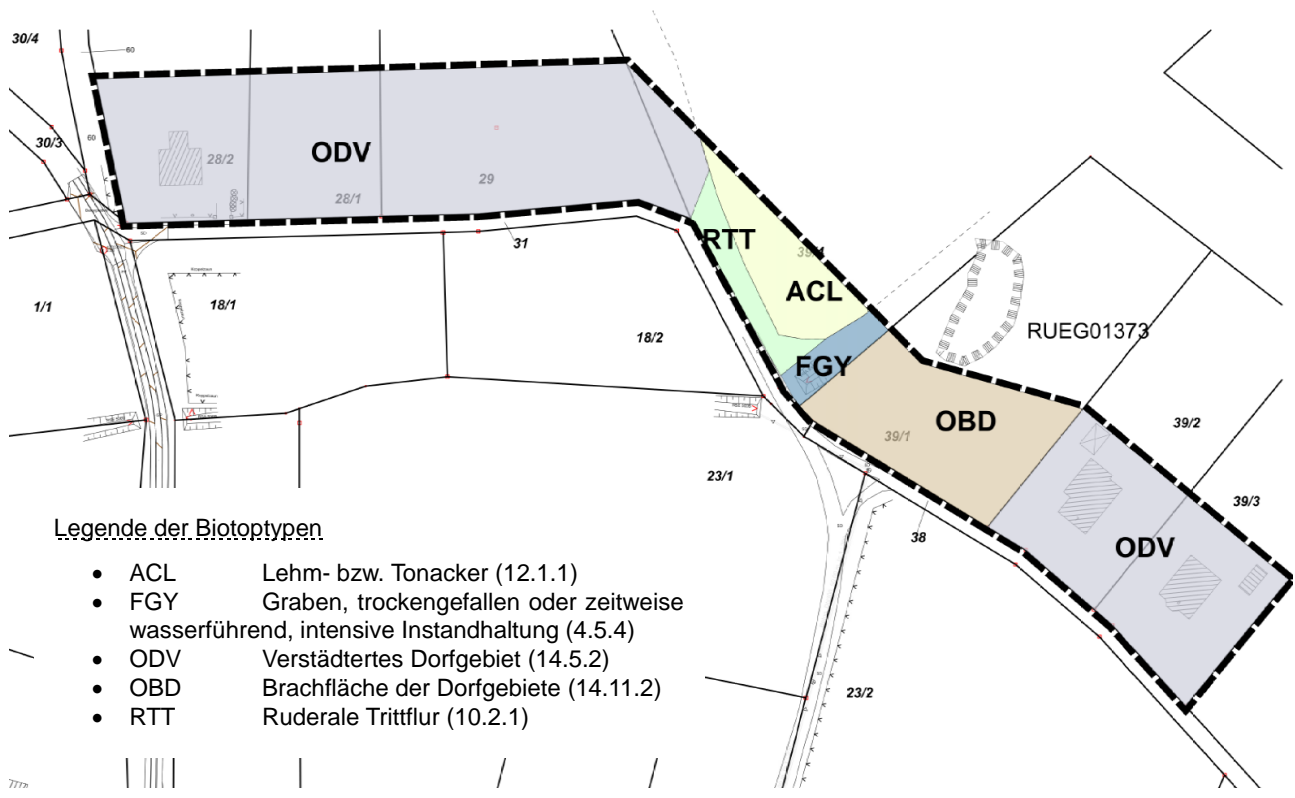 30/4
60
30/3
60
28/2
ODV
28/1
29
31
RTT
ACL
1/1
18/1
18/2
FGY
RUEG01373
OBD
39/1
39/2
39/3
23/1
38
ODV
23/2
Legende der Biotoptypen
• ACL Lehm- bzw. Tonacker (12.1.1)
• FGY Graben, trockengefallen oder zeitweise
wasserführend, intensive Instandhaltung (4.5.4)
• ODV Verstädtertes Dorfgebiet (14.5.2)
• OBD Brachfläche der Dorfgebiete (14.11.2)
• RTT Ruderale Trittflur (10.2.1)